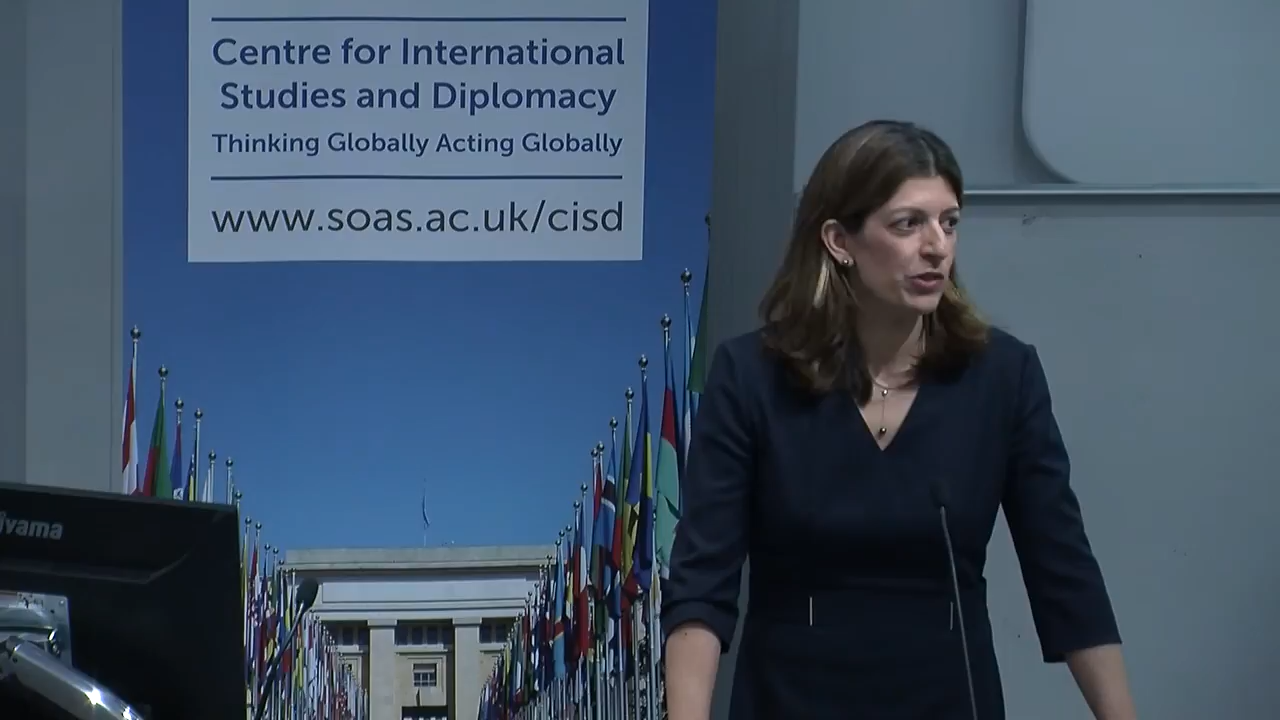 Centre for International
Studies and Diplomacy
Thinking Globally Acting Globally
www.soas.ac.uk/cisd
iiyama